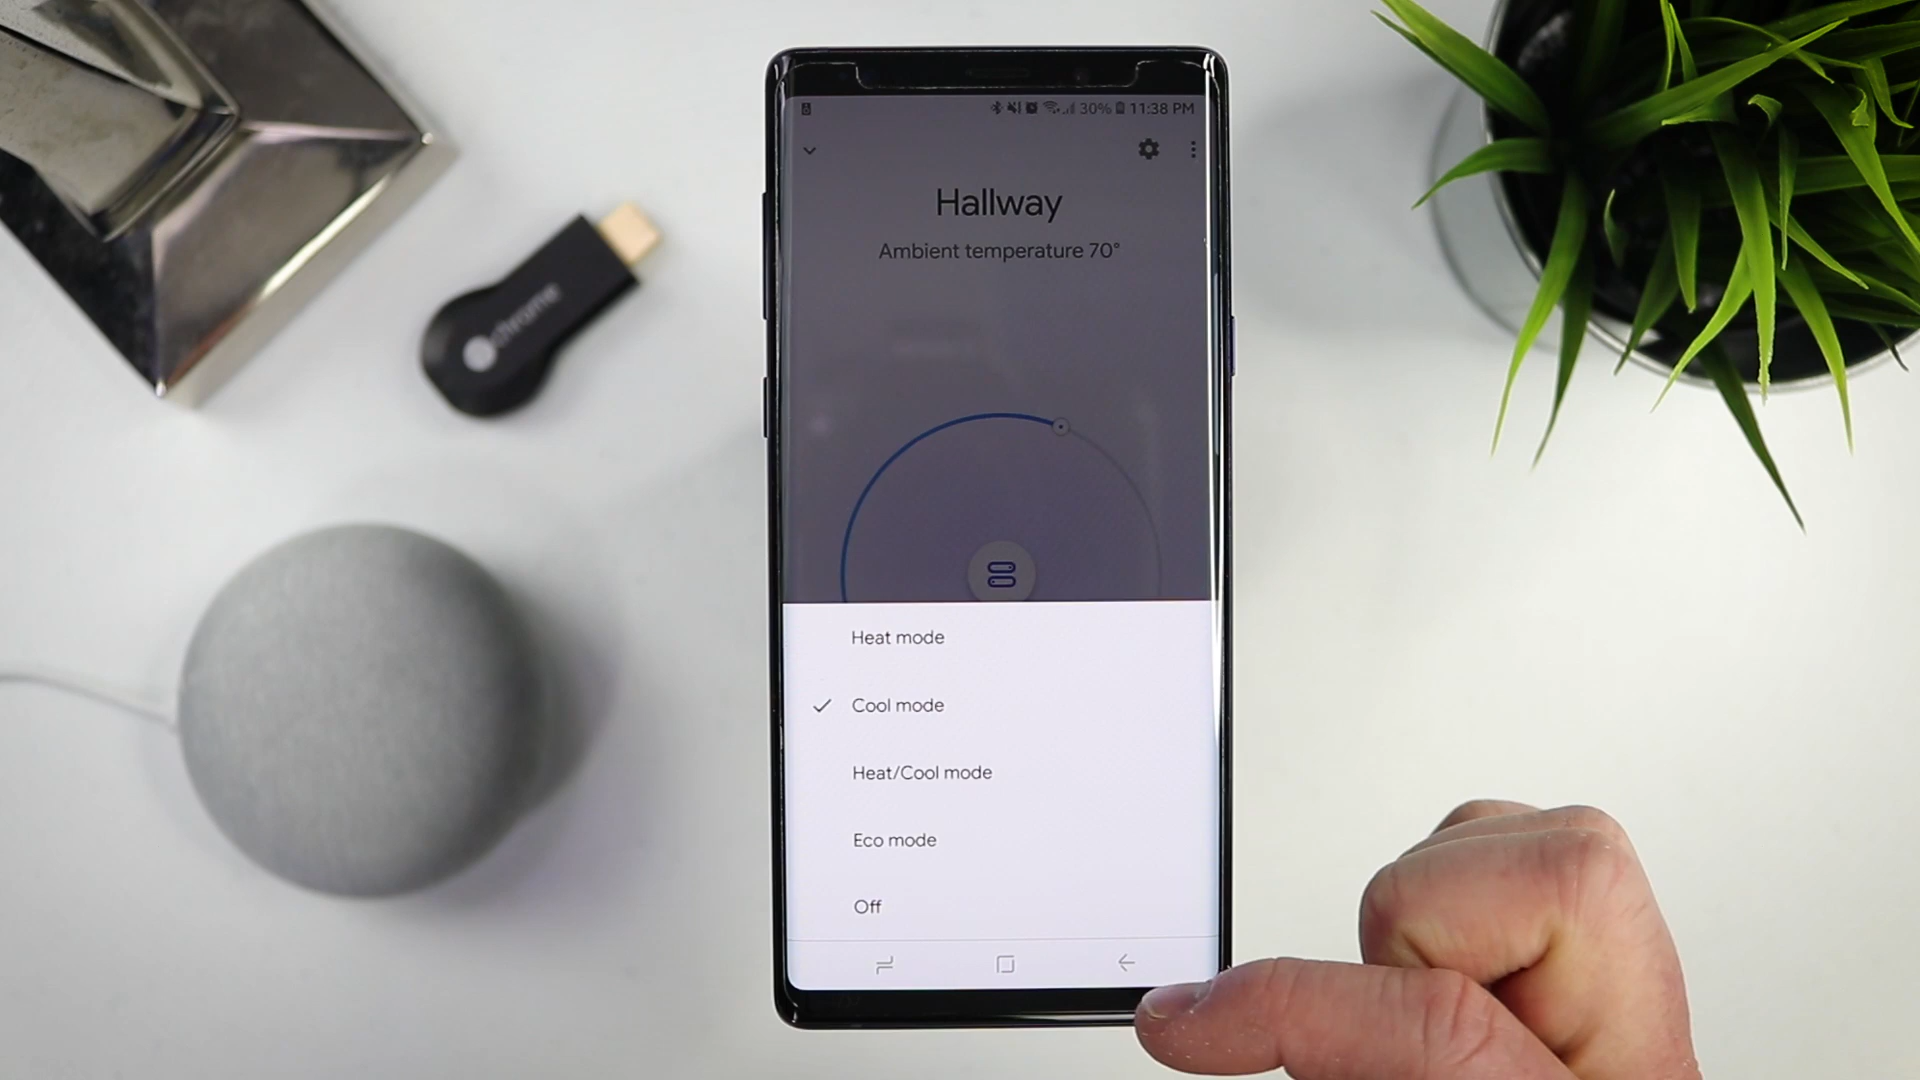 chrome
30% 11:38 PM
Hallway
Ambient temperature 70°
Heat mode
Cool mode
Heat/Cool mode
Eco mode
Off